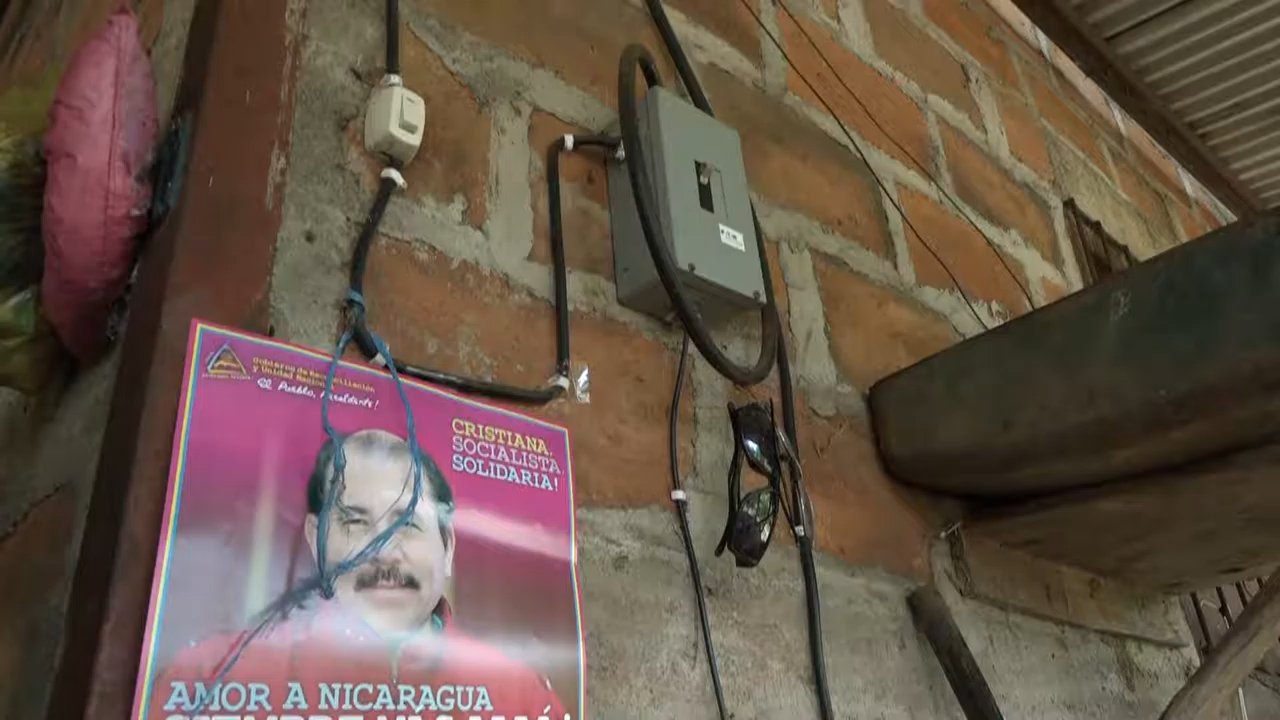 Gobierno de Reconciliación
y Unidad Nacional
El Pueblo, Presidente!
CRISTIANA,
SOCIALISTA,
SOLIDARIA!
AMOR A NICARAGUA